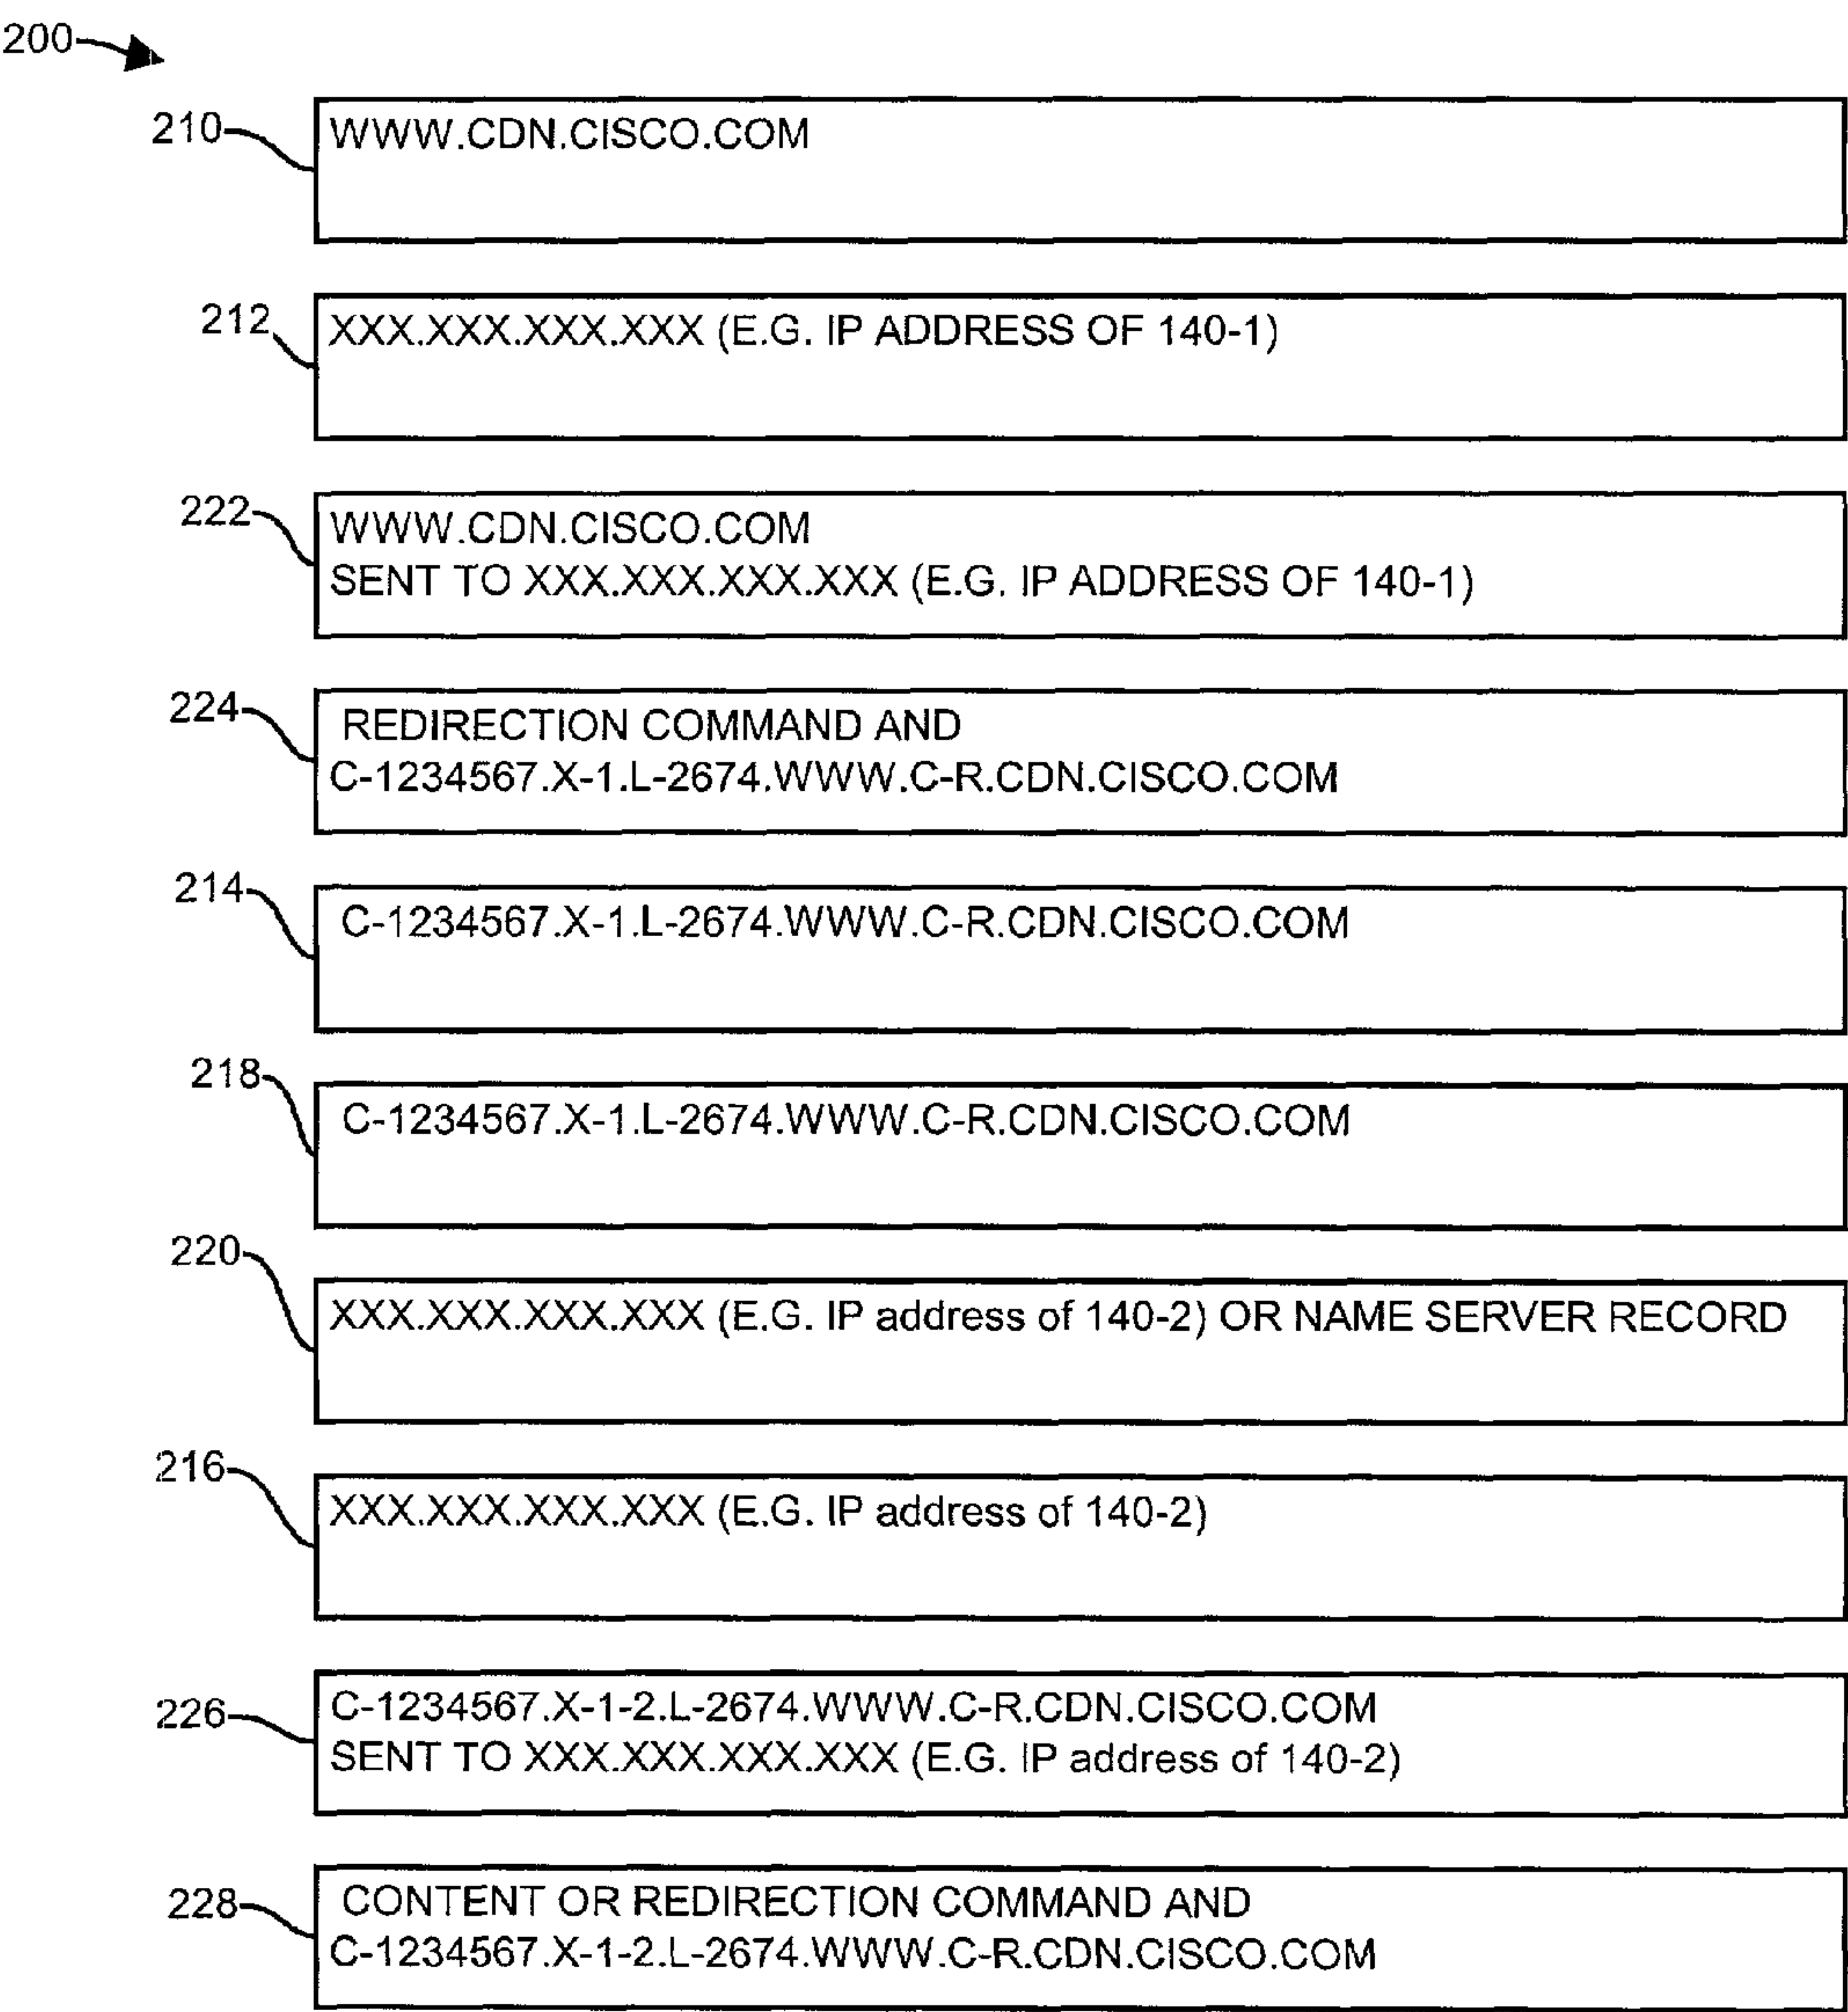 200
210
WWW.CDN.CISCO.COM
212
XXX.XXX.XXX.XXX (E.G. IP ADDRESS OF 140-1)
222
WWW.CDN.CISCO.COM
SENT TO XXX.XXX.XXX.XXX (E.G. IP ADDRESS OF 140-1)
224
REDIRECTION COMMAND AND
C-1234567.X-1.L-2674.WWW.C-R.CDN.CISCO.COM
214
C-1234567.X-1.L-2674.WWW.C-R.CDN.CISCO.COM
218
C-1234567.X-1.L-2674.WWW.C-R.CDN.CISCO.COM
220
XXX.XXX.XXX.XXX (E.G. IP address of 140-2) OR NAME SERVER RECORD
216
XXX.XXX.XXX.XXX (E.G. IP address of 140-2)
226
C-1234567.X-1-2.L-2674.WWW.C-R.CDN.CISCO.COM
SENT TO XXX.XXX.XXX.XXX (E.G. IP address of 140-2)
228
CONTENT OR REDIRECTION COMMAND AND
C-1234567.X-1-2.L-2674.WWW.C-R.CDN.CISCO.COM